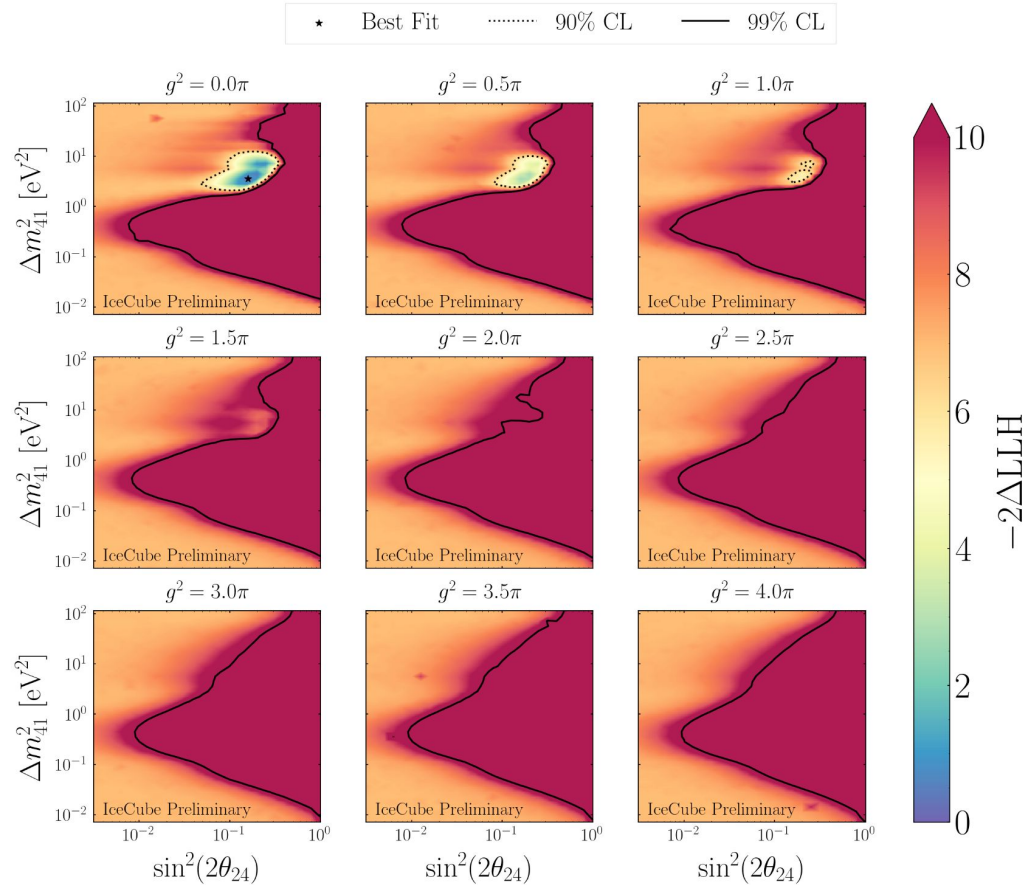 ★ Best Fit 90% CL 99% CL
g² = 0.0π g² = 0.5π g² = 1.0π
10² 10¹ 10⁰ 10⁻¹ 10⁻²
Δm²₄₁ [eV²]
IceCube Preliminary IceCube Preliminary IceCube Preliminary
g² = 1.5π g² = 2.0π g² = 2.5π
10² 10¹ 10⁰ 10⁻¹ 10⁻²
Δm²₄₁ [eV²]
IceCube Preliminary IceCube Preliminary IceCube Preliminary
g² = 3.0π g² = 3.5π g² = 4.0π
10² 10¹ 10⁰ 10⁻¹ 10⁻²
Δm²₄₁ [eV²]
IceCube Preliminary IceCube Preliminary IceCube Preliminary
10⁻² 10⁻¹ 10⁰ 10⁻² 10⁻¹ 10⁰ 10⁻² 10⁻¹ 10⁰
sin²(2θ₂₄) sin²(2θ₂₄) sin²(2θ₂₄)
10
8
6
4
2
0
−2ΔLLH